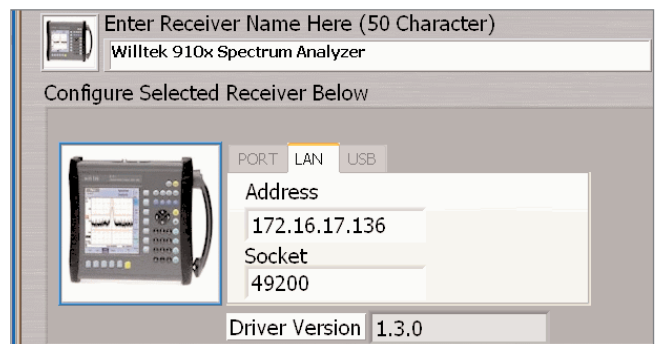 Enter Receiver Name Here (50 Character)
Willtek 910x Spectrum Analyzer
Configure Selected Receiver Below
PORT LAN USB
Address
172.16.17.136
Socket
49200
Driver Version 1.3.0